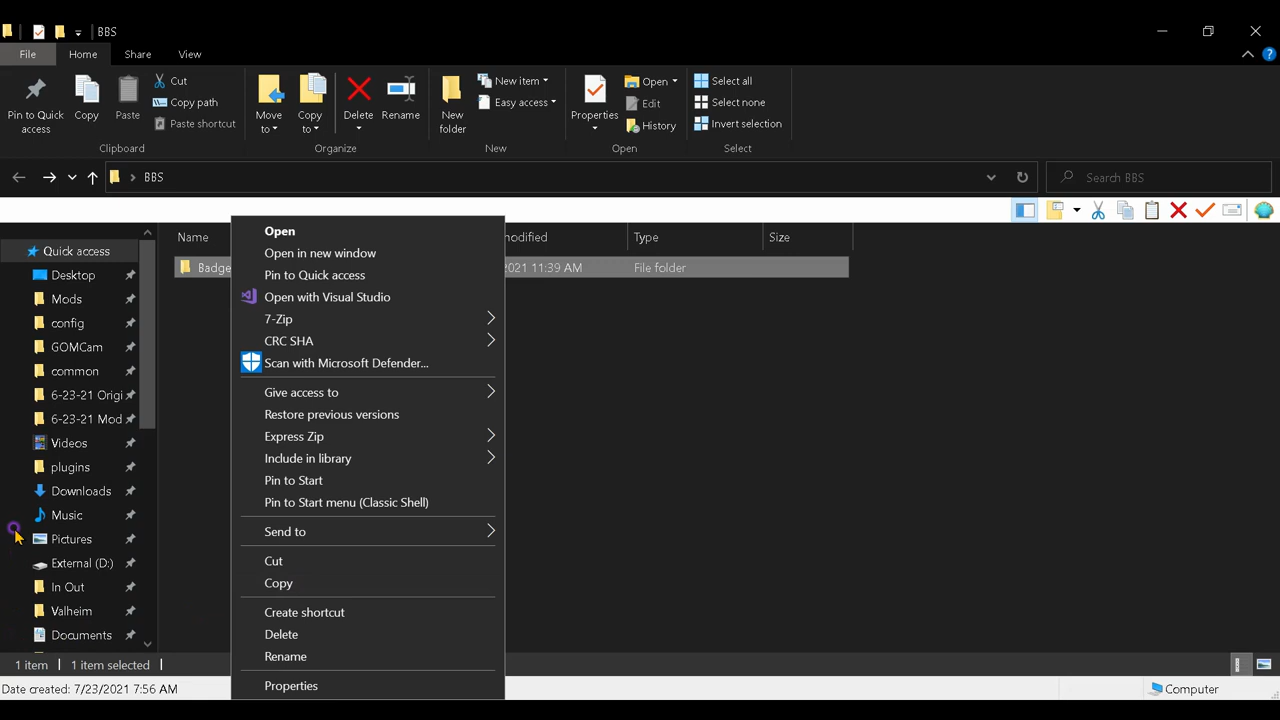 BBS
File Home Share View
Pin to Quick access
Copy
Paste
Cut
Copy path
Paste shortcut
Clipboard
Move to
Copy to
Delete
Rename
Organize
New folder
New item
Easy access
New
Properties
Open
Edit
History
Open
Select all
Select none
Invert selection
Select
BBS
Search BBS
Name
modified
Type
Size
Badge
2021 11:39 AM
File folder
Quick access
Desktop
Mods
config
GOMCam
common
6-23-21 Origi
6-23-21 Mod
Videos
plugins
Downloads
Music
Pictures
External (D:)
In Out
Valheim
Documents
Open
Open in new window
Pin to Quick access
Open with Visual Studio
7-Zip
CRC SHA
Scan with Microsoft Defender...
Give access to
Restore previous versions
Express Zip
Include in library
Pin to Start
Pin to Start menu (Classic Shell)
Send to
Cut
Copy
Create shortcut
Delete
Rename
Properties
1 item
1 item selected
Date created: 7/23/2021 7:56 AM
Computer